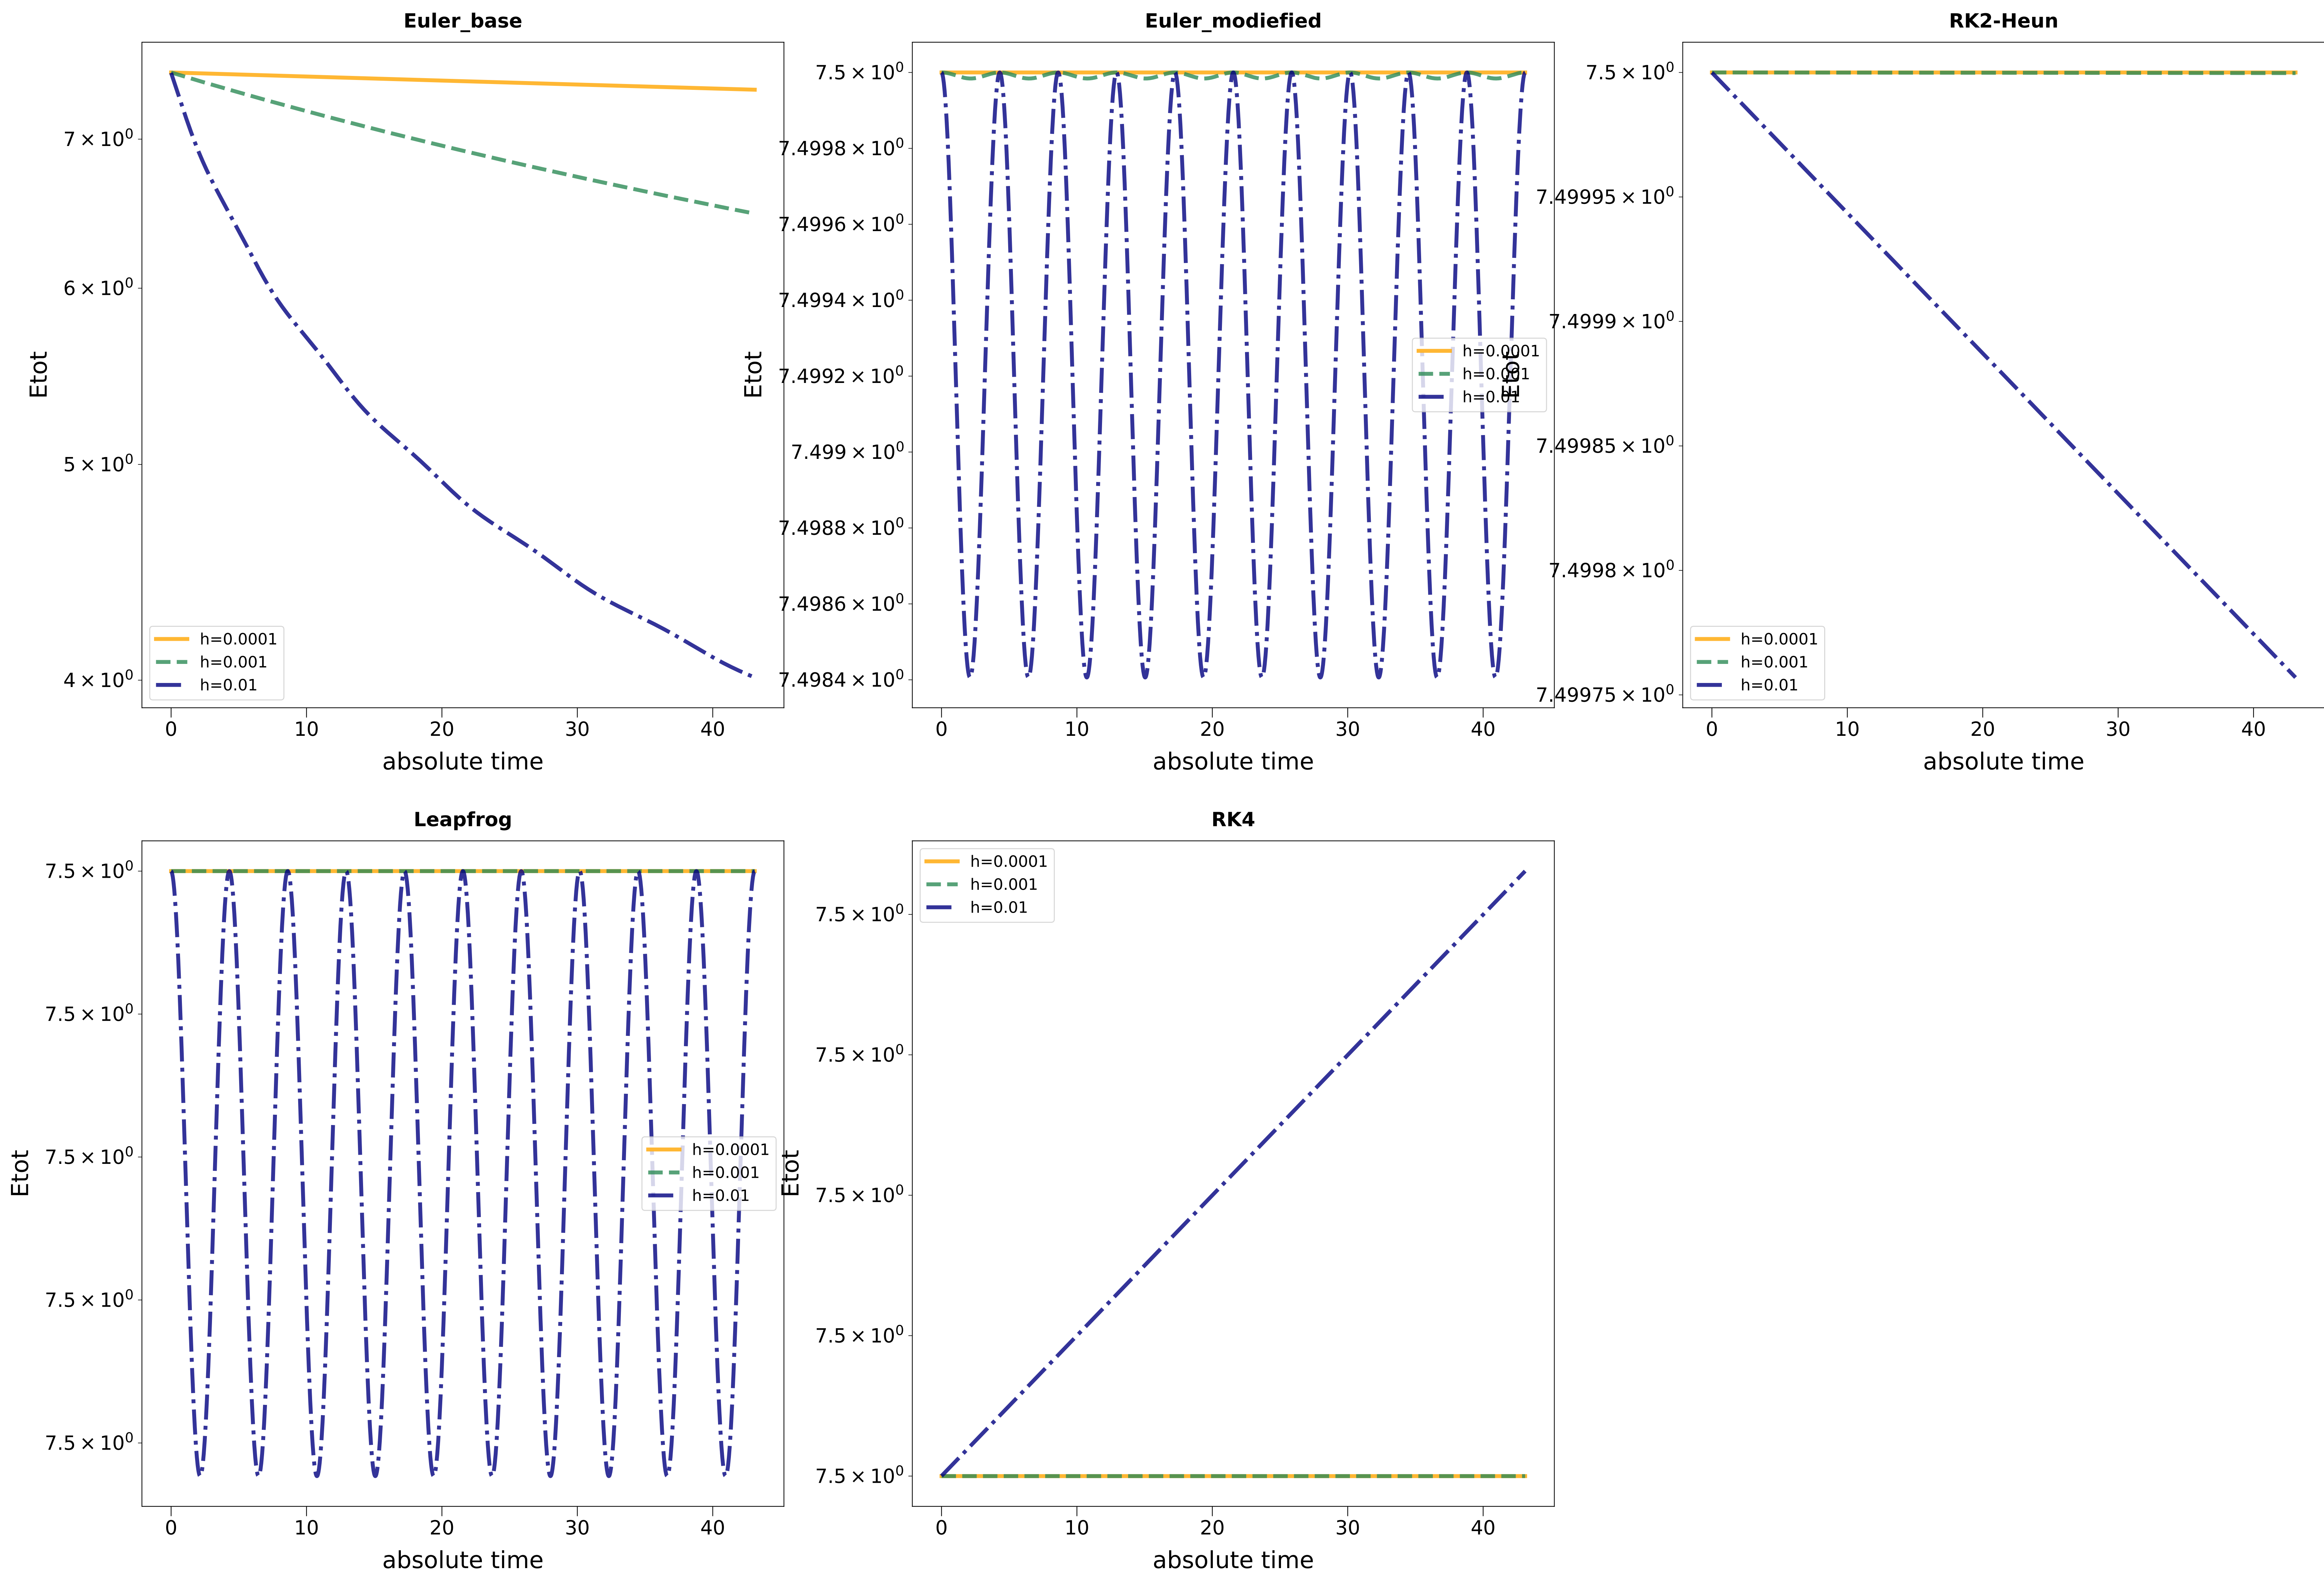 Euler_base
7 × 10⁰
6 × 10⁰
5 × 10⁰
4 × 10⁰
Etot
h=0.0001
h=0.001
h=0.01
0 10 20 30 40
absolute time
Euler_modiefied
7.5 × 10⁰
7.4998 × 10⁰
7.4996 × 10⁰
7.4994 × 10⁰
7.4992 × 10⁰
7.499 × 10⁰
7.4988 × 10⁰
7.4986 × 10⁰
7.4984 × 10⁰
Etot
h=0.0001
h=0.001
h=0.01
0 10 20 30 40
absolute time
RK2-Heun
7.5 × 10⁰
7.49995 × 10⁰
7.4999 × 10⁰
7.49985 × 10⁰
7.4998 × 10⁰
7.49975 × 10⁰
Etot
h=0.0001
h=0.001
h=0.01
0 10 20 30 40
absolute time
Leapfrog
7.5 × 10⁰
7.5 × 10⁰
7.5 × 10⁰
7.5 × 10⁰
7.5 × 10⁰
Etot
h=0.0001
h=0.001
h=0.01
0 10 20 30 40
absolute time
RK4
7.5 × 10⁰
7.5 × 10⁰
7.5 × 10⁰
7.5 × 10⁰
7.5 × 10⁰
Etot
h=0.0001
h=0.001
h=0.01
0 10 20 30 40
absolute time